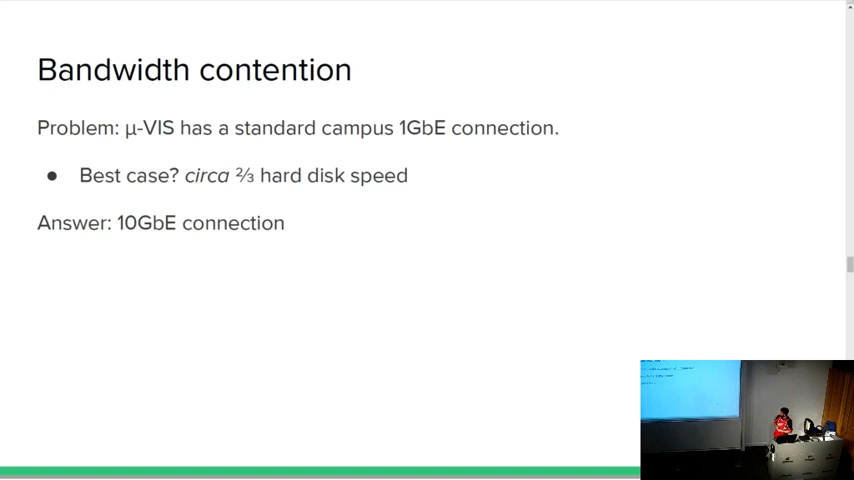 Bandwidth contention
Problem: μ-VIS has a standard campus 1GbE connection.
● Best case? circa ⅔ hard disk speed
Answer: 10GbE connection